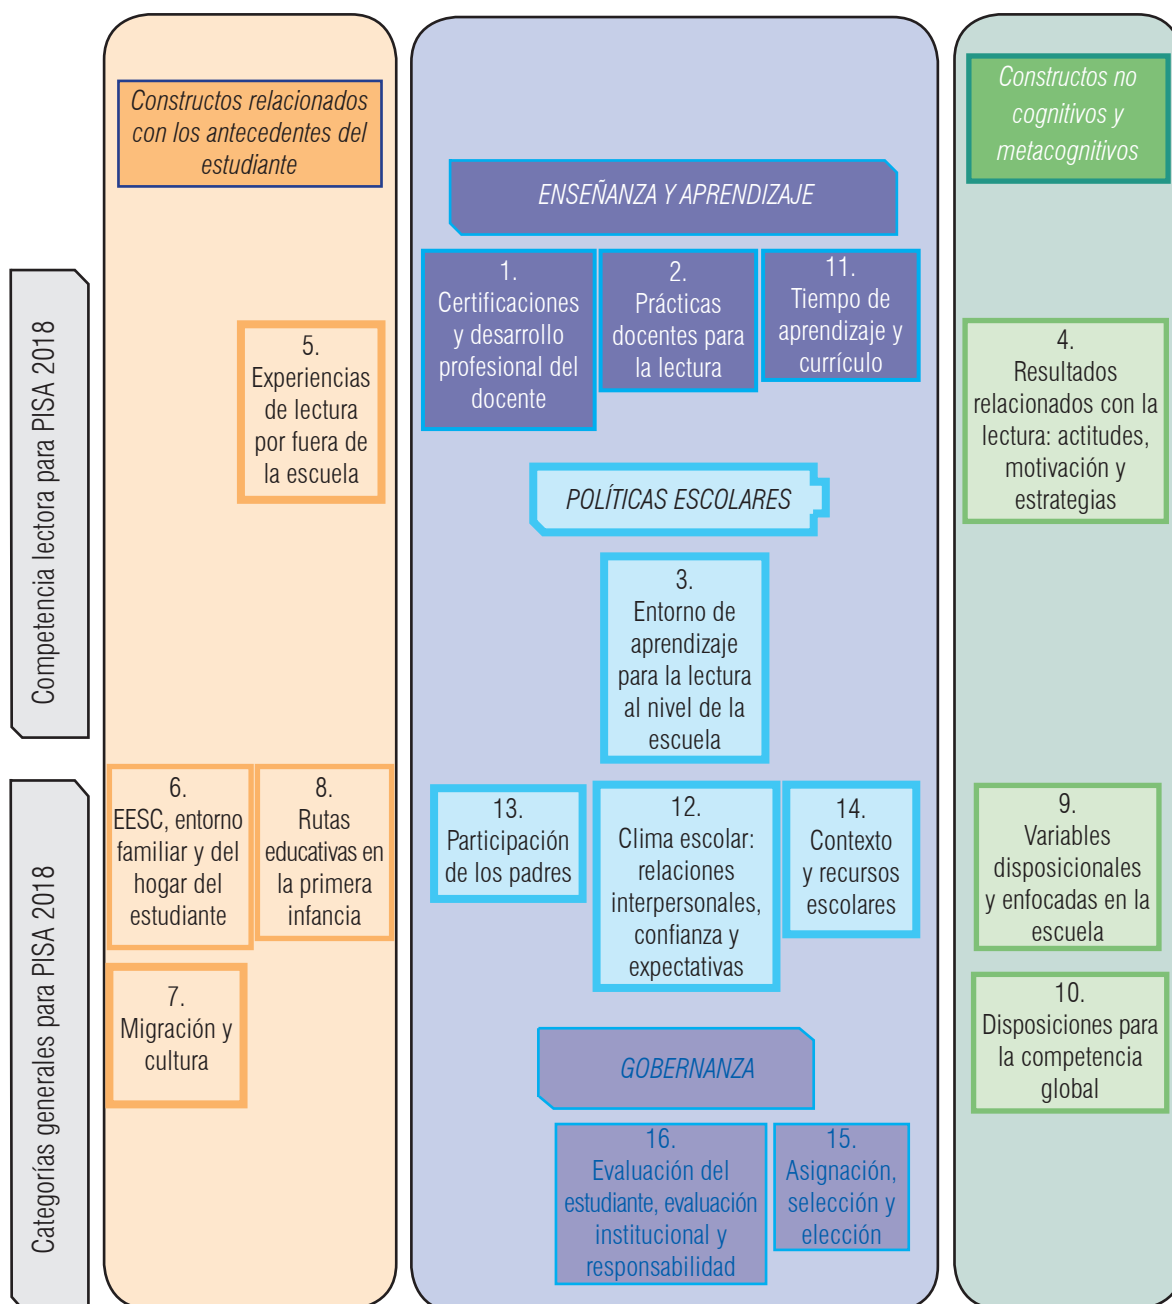 Constructos relacionados
con los antecedentes del
estudiante
Constructos no
cognitivos y
metacognitivos
ENSEÑANZA Y APRENDIZAJE
Competencia lectora para PISA 2018
1.
Certificaciones
y desarrollo
profesional del
docente
2.
Prácticas
docentes para
la lectura
11.
Tiempo de
aprendizaje y
currículo
5.
Experiencias
de lectura
por fuera de
la escuela
4.
Resultados
relacionados con la
lectura: actitudes,
motivación y
estrategias
POLÍTICAS ESCOLARES
3.
Entorno de
aprendizaje
para la lectura
al nivel de la
escuela
Categorías generales para PISA 2018
6.
EESC, entorno
familiar y del
hogar del
estudiante
8.
Rutas
educativas en
la primera
infancia
13.
Participación
de los padres
12.
Clima escolar:
relaciones
interpersonales,
confianza y
expectativas
14.
Contexto
y recursos
escolares
9.
Variables
disposicionales
y enfocadas en la
escuela
7.
Migración y
cultura
10.
Disposiciones para
la competencia
global
GOBERNANZA
16.
Evaluación del
estudiante, evaluación
institucional y
responsabilidad
15.
Asignación,
selección y
elección